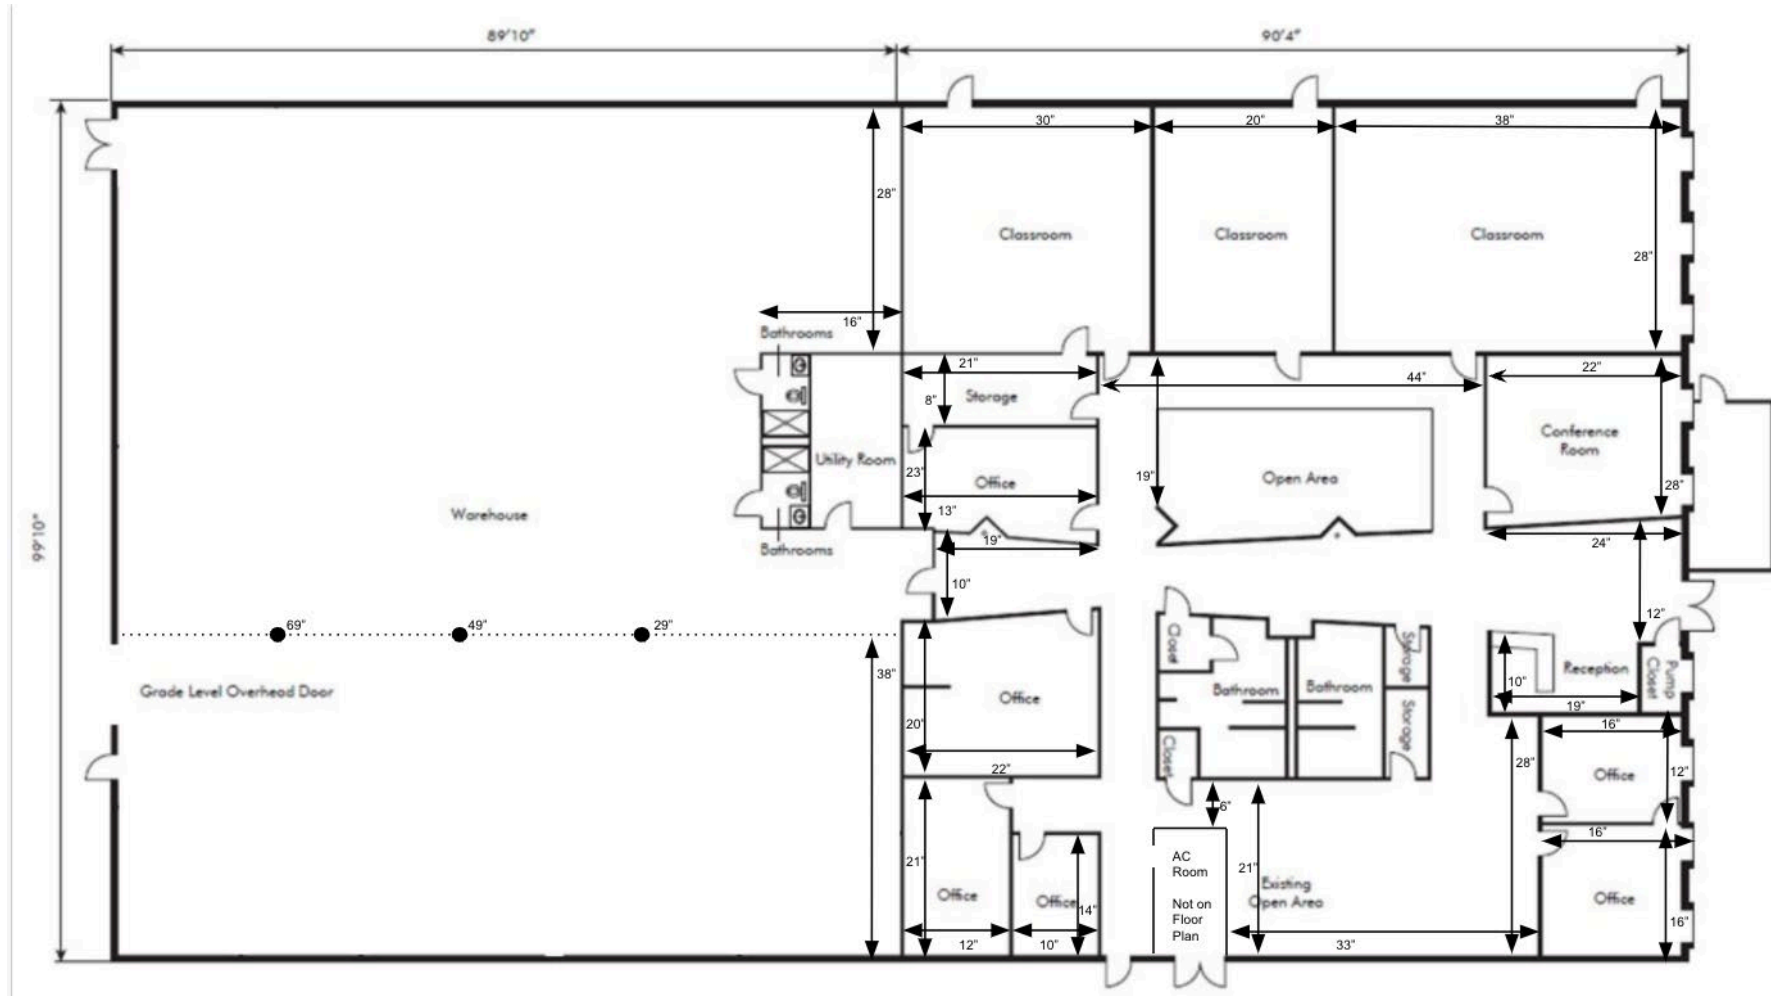 89'10"
90'4"
30"
20"
38"
28"
Classroom
Classroom
Classroom
28"
16"
Bathrooms
21"
22"
44"
8"
Storage
Conference
Room
Utility Room
23"
Office
19"
Open Area
28"
Warehouse
13"
99'10"
Bathrooms
19"
24"
10"
12"
69"
49"
29"
Closet
Storage
38"
Reception
Pump
Closet
10"
Grade Level Overhead Door
Office
Bathroom
Bathroom
19"
20"
Storage
16"
Closet
22"
28"
Office
12"
6"
16"
AC
Room
21"
21"
Existing
Open Area
Office
Office
14"
Not on
Floor
Plan
Office
16"
12"
10"
33"